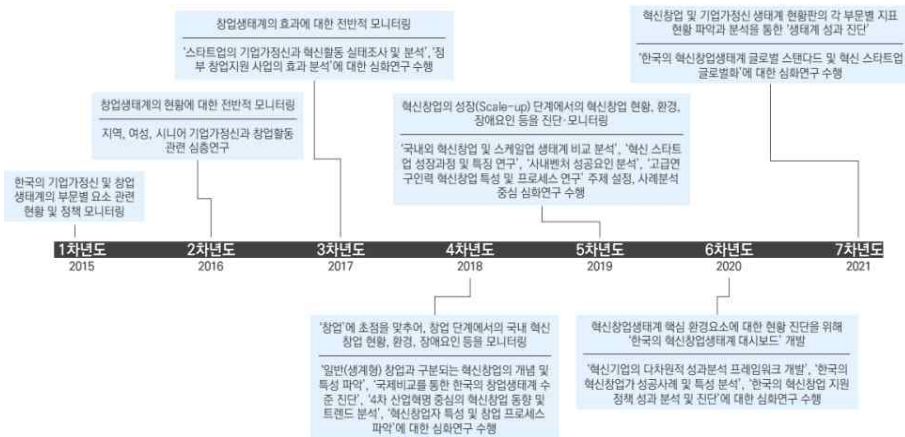 창업생태계의 효과에 대한 전반적 모니터링
'스타트업의 기업가정신과 혁신활동 실태조사 및 분석', '정
부 창업지원 사업의 효과 분석'에 대한 심화연구 수행
혁신창업 및 기업가정신 생태계 현황판의 각 부문별 지표
현황 파악과 분석을 통한 '생태계 성과 진단'
'한국의 혁신창업생태계 글로벌 스탠다드 및 혁신 스타트업
글로벌화'에 대한 심화연구 수행
창업생태계의 현황에 대한 전반적 모니터링
지역, 여성, 시니어 기업가정신과 창업활동
관련 심층연구
혁신창업의 성장(Scale-up) 단계에서의 혁신창업 현황, 환경,
장애요인 등을 진단·모니터링
'국내외 혁신창업 및 스케일업 생태계 비교 분석', '혁신 스타트
업 성장과정 및 특징 연구', '사내벤처 성공요인 분석', '고급연
구인력 혁신창업 특성 및 프로세스 연구' 주제 설정, 사례분석
중심 심화연구 수행
한국의 기업가정신 및 창업
생태계의 부문별 요소 관련
현황 및 정책 모니터링
1차년도 2차년도 3차년도 4차년도 5차년도 6차년도 7차년도
2015 2016 2017 2018 2019 2020 2021
'창업'에 초점을 맞추어, 창업 단계에서의 국내 혁신
창업 현황, 환경, 장애요인 등을 모니터링
'일반(생계형) 창업과 구분되는 혁신창업의 개념 및
특성 파악', '국제비교를 통한 한국의 창업생태계 수
준 진단', '4차 산업혁명 중심의 혁신창업 동향 및
트렌드 분석', '혁신창업자 특성 및 창업 프로세스
파악'에 대한 심화연구 수행
혁신창업생태계 핵심 환경요소에 대한 현황 진단을 위해
'한국의 혁신창업생태계 대시보드' 개발
'혁신기업의 다차원적 성과분석 프레임워크 개발', '한국의
혁신창업가 성공사례 및 특성 분석', '한국의 혁신창업 지원
정책 성과 분석 및 진단'에 대한 심화연구 수행